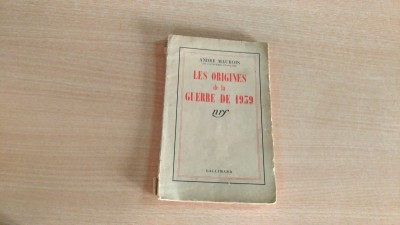 ANDRÉ MAUROIS
LES ORIGINES
de la
GUERRE DE 1939
nrf
GALLIMARD